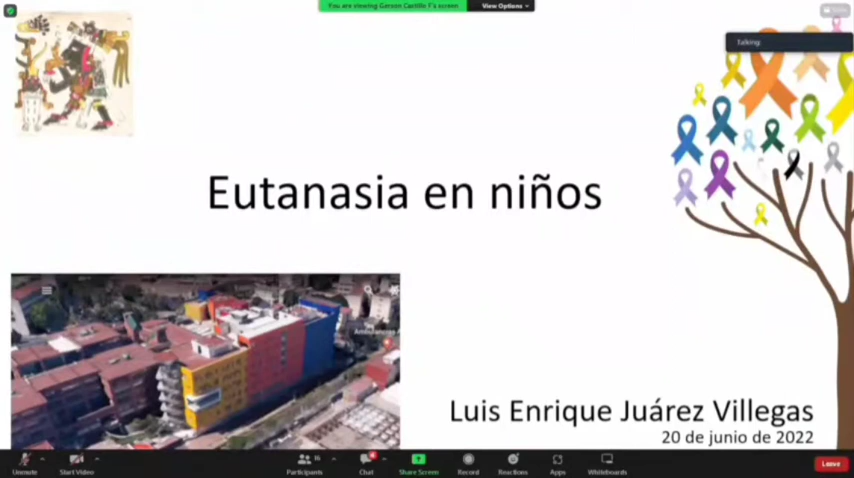 You are viewing Gerson Castillo T's screen
View Options
Talking:
Eutanasia en niños
Luis Enrique Juárez Villegas
20 de junio de 2022
Unmute
Start Video
Participants
16
Chat
Share Screen
Record
Reactions
Apps
Whiteboards
Leave